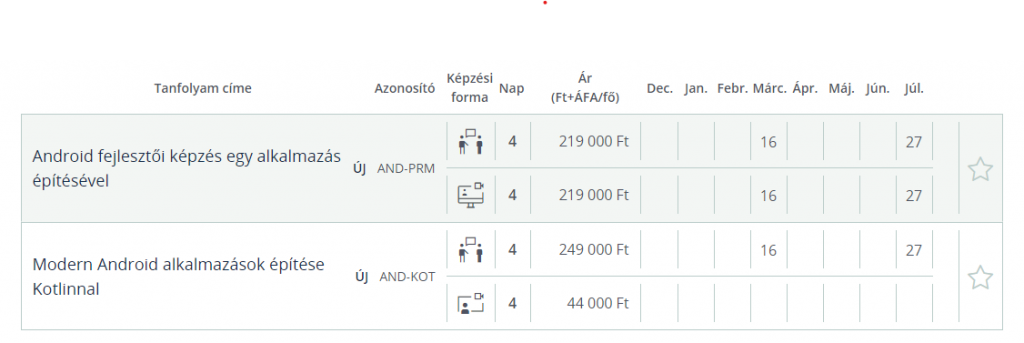 Tanfolyam címe Azonosító Képzési forma Nap Ár (Ft+ÁFA/fő) Dec. Jan. Febr. Márc. Ápr. Máj. Jún. Júl.
Android fejlesztői képzés egy alkalmazás építésével
ÚJ AND-PRM
4 219 000 Ft 16 27
4 219 000 Ft 16 27
Modern Android alkalmazások építése Kotlinnal
ÚJ AND-KOT
4 249 000 Ft 16 27
4 44 000 Ft